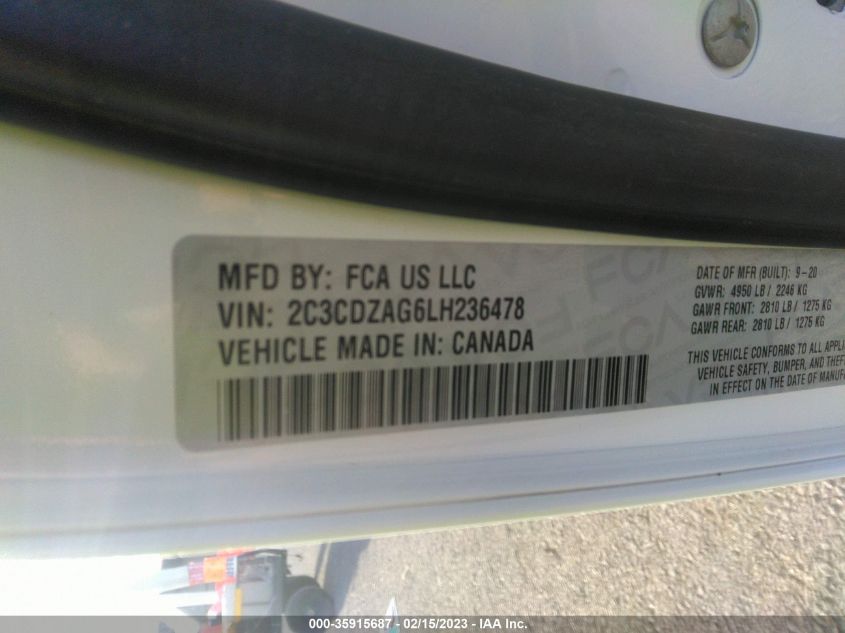 MFD BY: FCA US LLC
VIN: 2C3CDZAG6LH236478
VEHICLE MADE IN: CANADA
DATE OF MFR (BUILT): 9-20
GVWR: 4950 LB / 2246 KG
GAWR FRONT: 2810 LB / 1275 KG
GAWR REAR: 2810 LB / 1275 KG
THIS VEHICLE CONFORMS TO ALL APPLI
VEHICLE SAFETY, BUMPER, AND THEF
IN EFFECT ON THE DATE OF MANUF
000-35915687 - 02/15/2023 - IAA Inc.